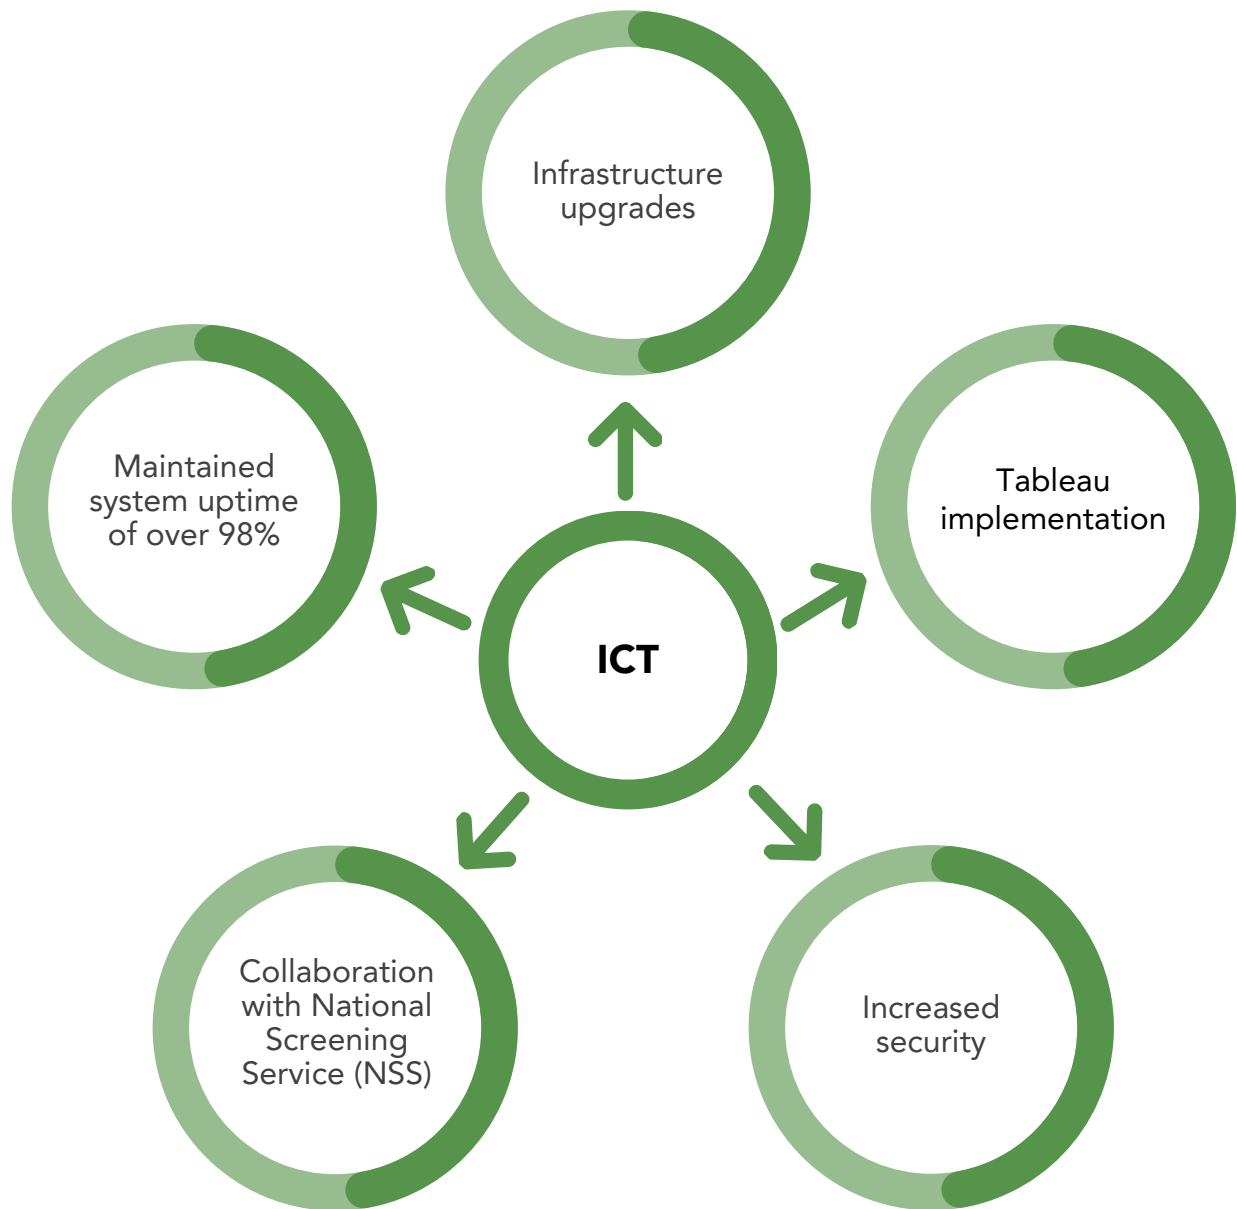 Infrastructure
upgrades
Maintained
system uptime
of over 98%
Tableau
implementation
ICT
Collaboration
with National
Screening
Service (NSS)
Increased
security